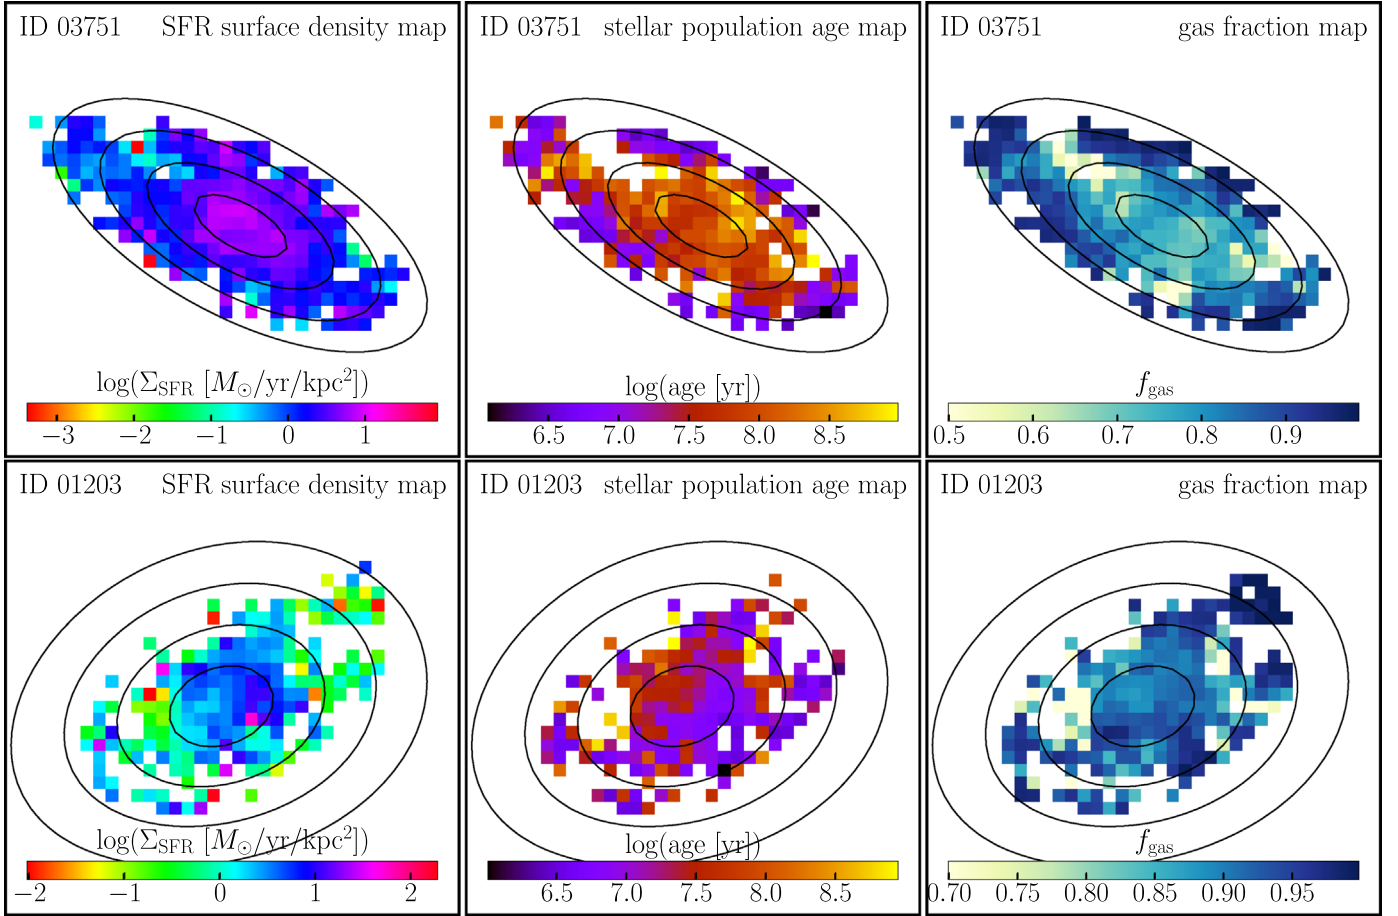 ID 03751 SFR surface density map
log(Σ_SFR [M_⊙/yr/kpc²])
−3 −2 −1 0 1
ID 03751 stellar population age map
log(age [yr])
6.5 7.0 7.5 8.0 8.5
ID 03751 gas fraction map
f_gas
0.5 0.6 0.7 0.8 0.9
ID 01203 SFR surface density map
log(Σ_SFR [M_⊙/yr/kpc²])
−2 −1 0 1 2
ID 01203 stellar population age map
log(age [yr])
6.5 7.0 7.5 8.0 8.5
ID 01203 gas fraction map
f_gas
0.70 0.75 0.80 0.85 0.90 0.95